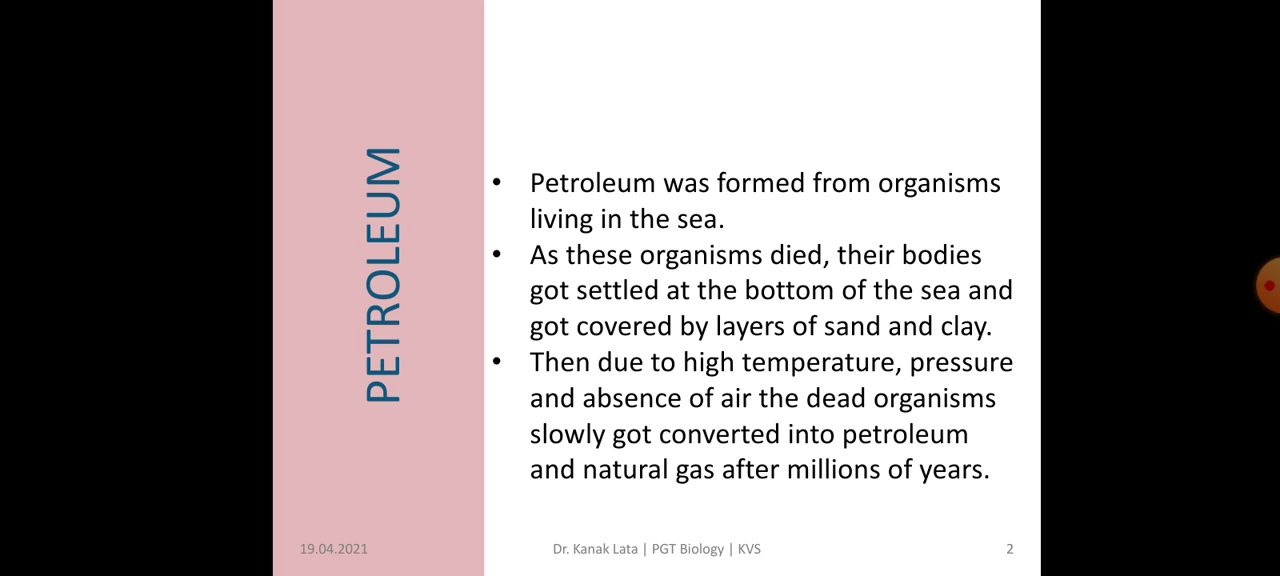 PETROLEUM
• Petroleum was formed from organisms
living in the sea.
• As these organisms died, their bodies
got settled at the bottom of the sea and
got covered by layers of sand and clay.
• Then due to high temperature, pressure
and absence of air the dead organisms
slowly got converted into petroleum
and natural gas after millions of years.
19.04.2021
Dr. Kanak Lata | PGT Biology | KVS
2